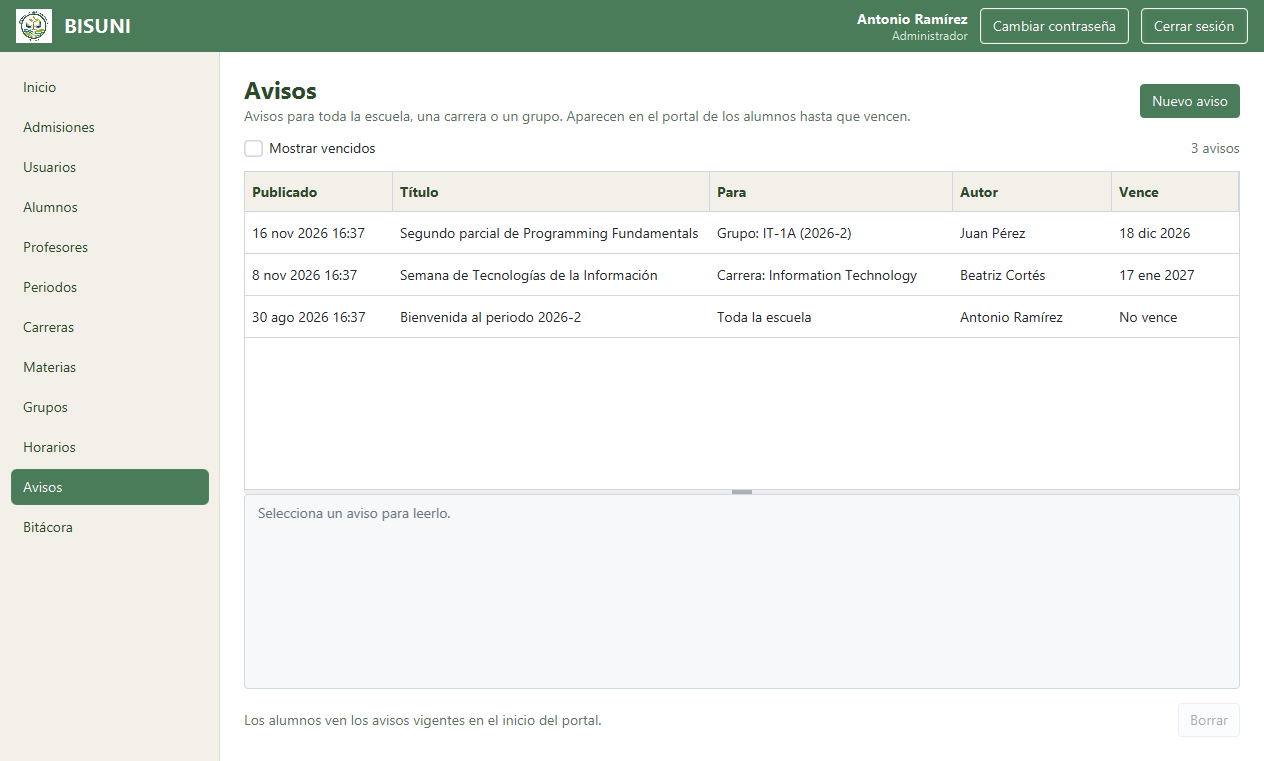 BISUNI
Antonio Ramírez
Administrador
Cambiar contraseña
Cerrar sesión
Inicio
Admisiones
Usuarios
Alumnos
Profesores
Periodos
Carreras
Materias
Grupos
Horarios
Avisos
Bitácora
Avisos
Avisos para toda la escuela, una carrera o un grupo. Aparecen en el portal de los alumnos hasta que vencen.
Nuevo aviso
Mostrar vencidos
3 avisos
Publicado Título Para Autor Vence
16 nov 2026 16:37 Segundo parcial de Programming Fundamentals Grupo: IT-1A (2026-2) Juan Pérez 18 dic 2026
8 nov 2026 16:37 Semana de Tecnologías de la Información Carrera: Information Technology Beatriz Cortés 17 ene 2027
30 ago 2026 16:37 Bienvenida al periodo 2026-2 Toda la escuela Antonio Ramírez No vence
Selecciona un aviso para leerlo.
Los alumnos ven los avisos vigentes en el inicio del portal.
Borrar